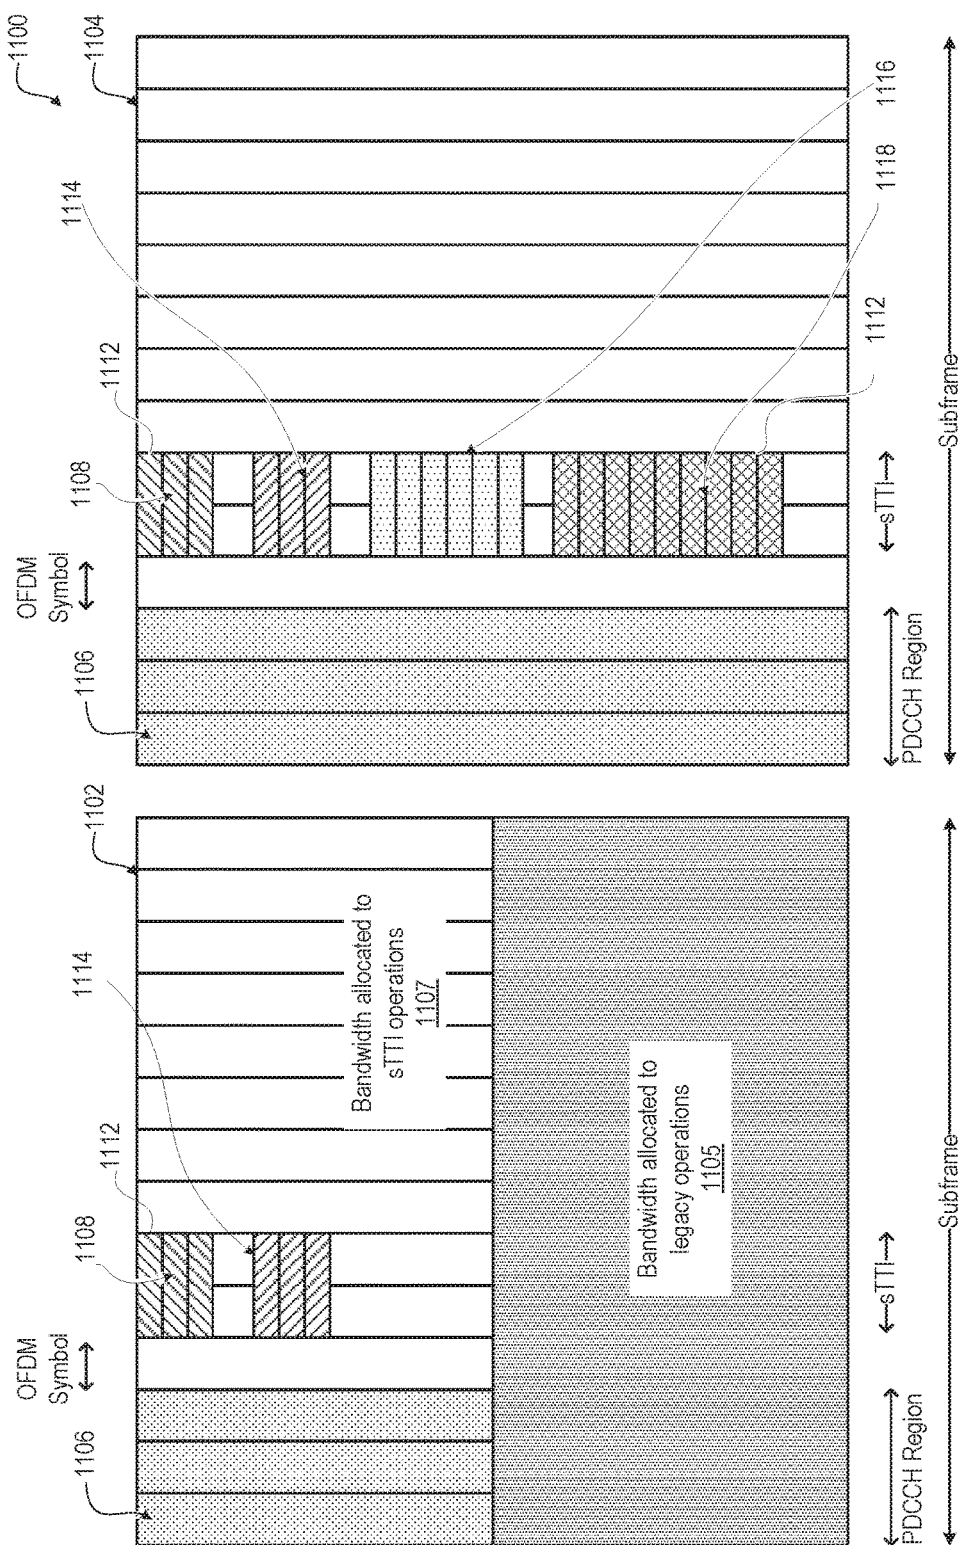 1100
OFDM
Symbol
1106
1108
1112
1114
1102
Bandwidth allocated to
sTTI operations
1107
Bandwidth allocated to
legacy operations
1105
PDCCH Region
sTTI
Subframe
OFDM
Symbol
1106
1108
1112
1114
1104
1116
1118
1112
PDCCH Region
sTTI
Subframe